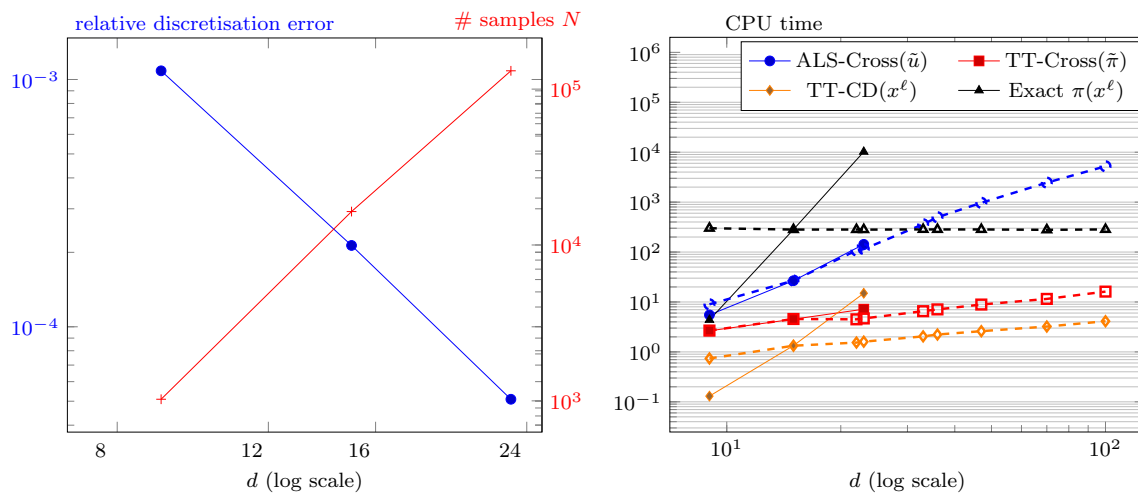 relative discretisation error
# samples N
10^{-3}
10^{-4}
10^5
10^4
10^3
8
12
16
24
d (log scale)
CPU time
ALS-Cross(ũ)
TT-Cross(π̃)
TT-CD(x^ℓ)
Exact π(x^ℓ)
10^6
10^5
10^4
10^3
10^2
10^1
10^0
10^{-1}
10^1
10^2
d (log scale)